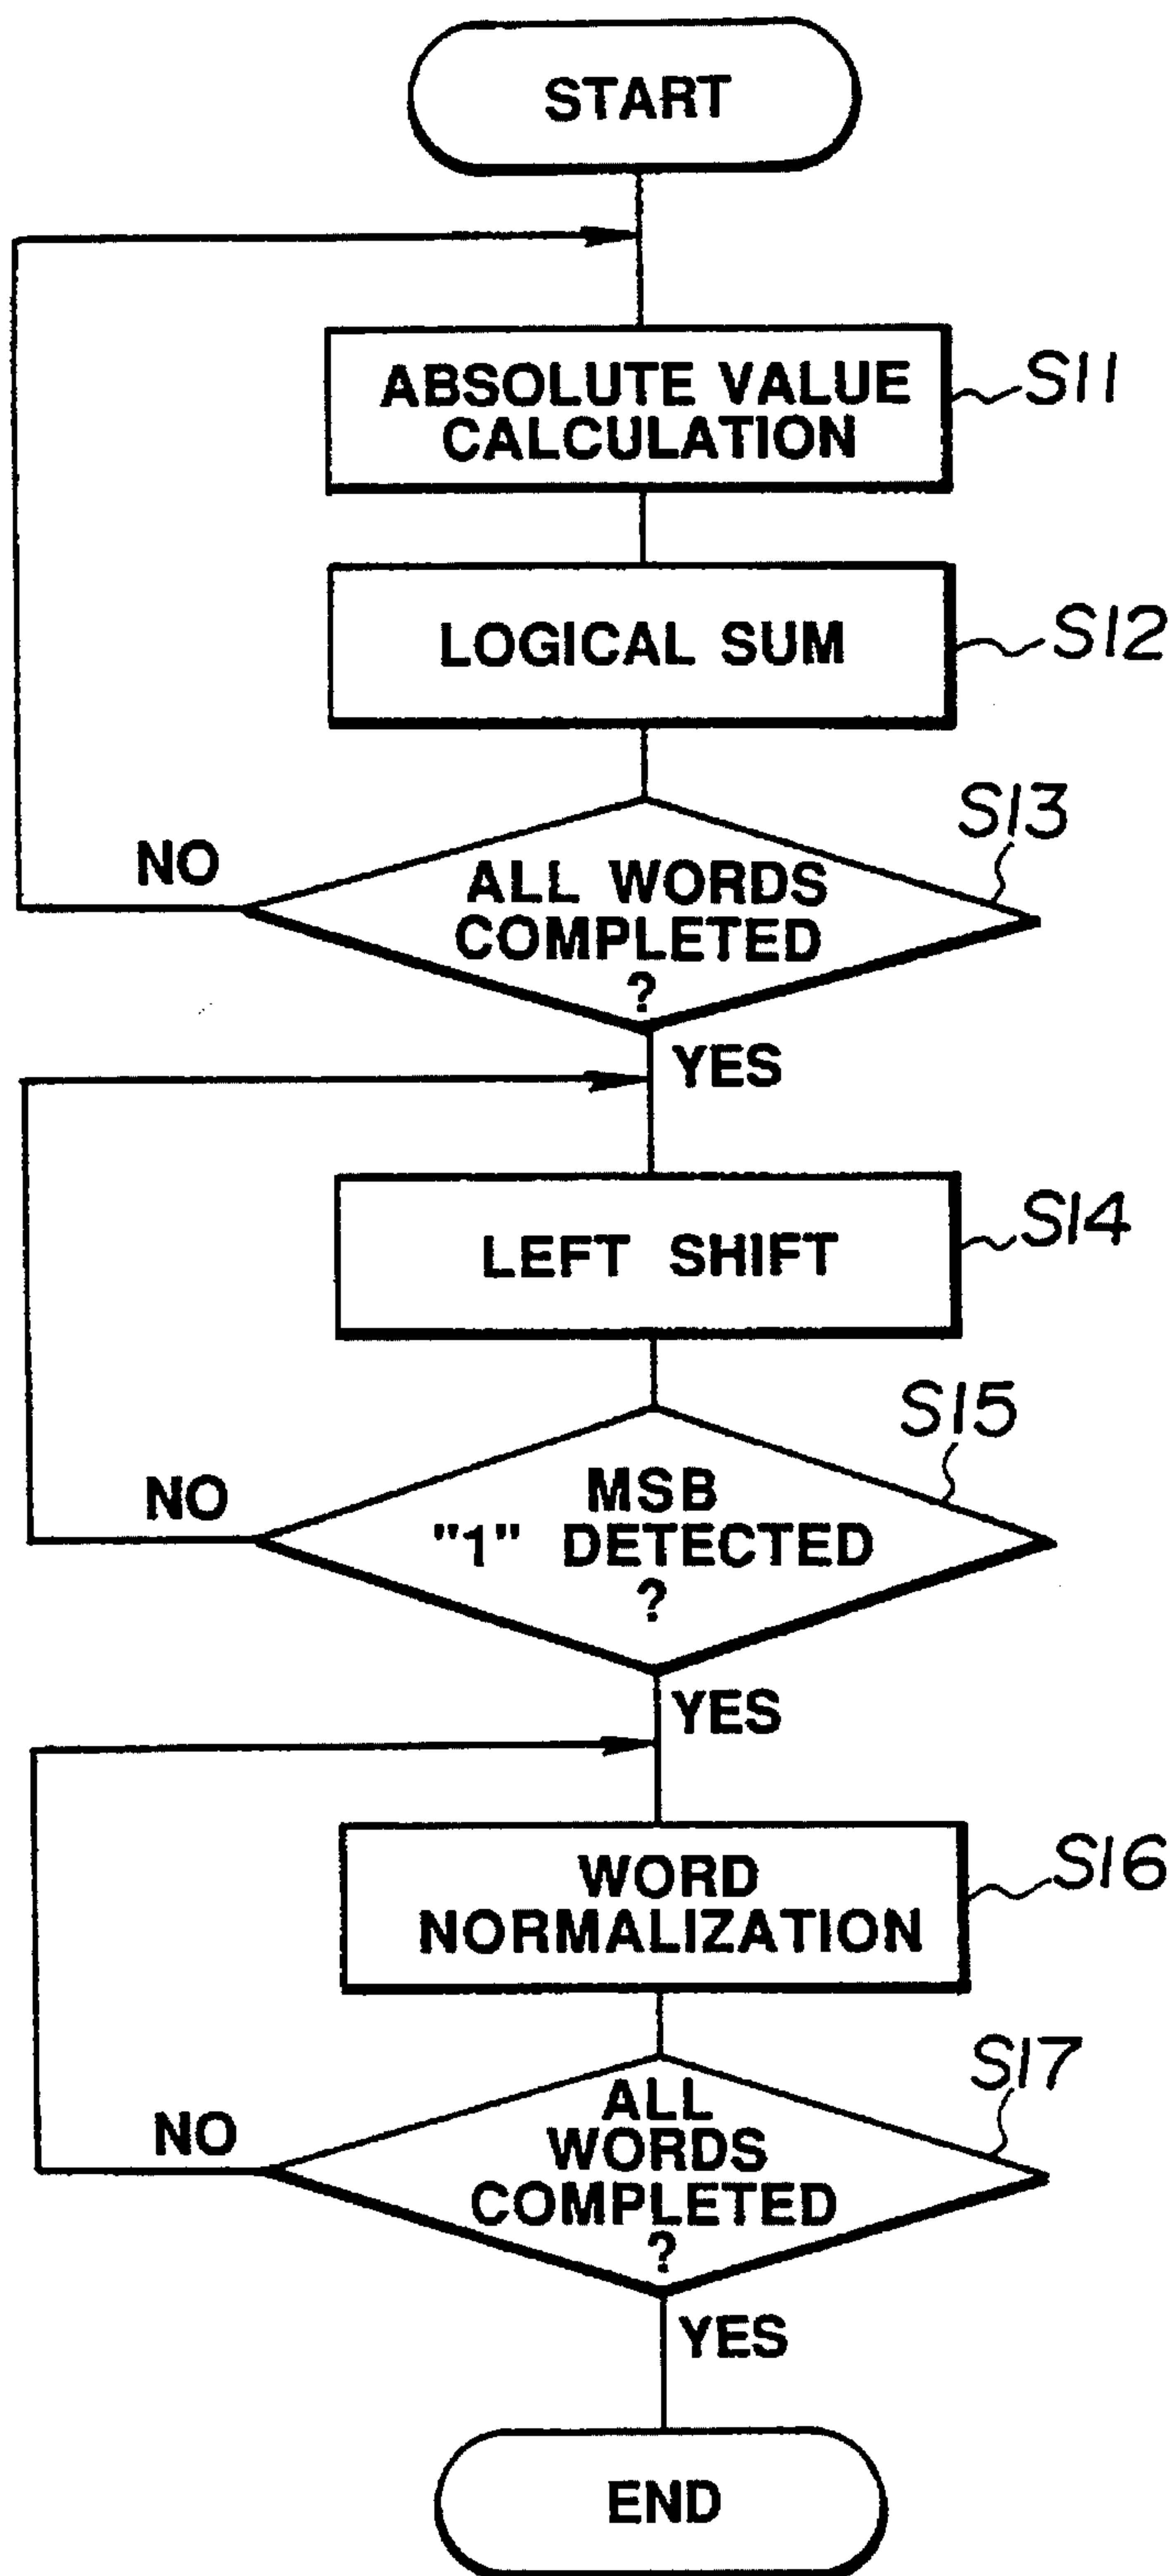 START
ABSOLUTE VALUE
CALCULATION
S11
LOGICAL SUM
S12
S13
NO
ALL WORDS
COMPLETED
?
YES
LEFT SHIFT
S14
S15
NO
MSB
"1" DETECTED
?
YES
WORD
NORMALIZATION
S16
S17
NO
ALL
WORDS
COMPLETED
?
YES
END